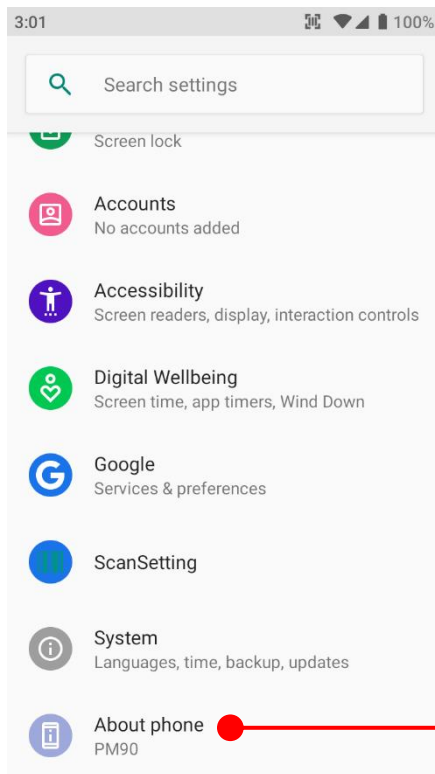 3:01
100%
Search settings
Screen lock
Accounts
No accounts added
Accessibility
Screen readers, display, interaction controls
Digital Wellbeing
Screen time, app timers, Wind Down
Google
Services & preferences
ScanSetting
System
Languages, time, backup, updates
About phone
PM90